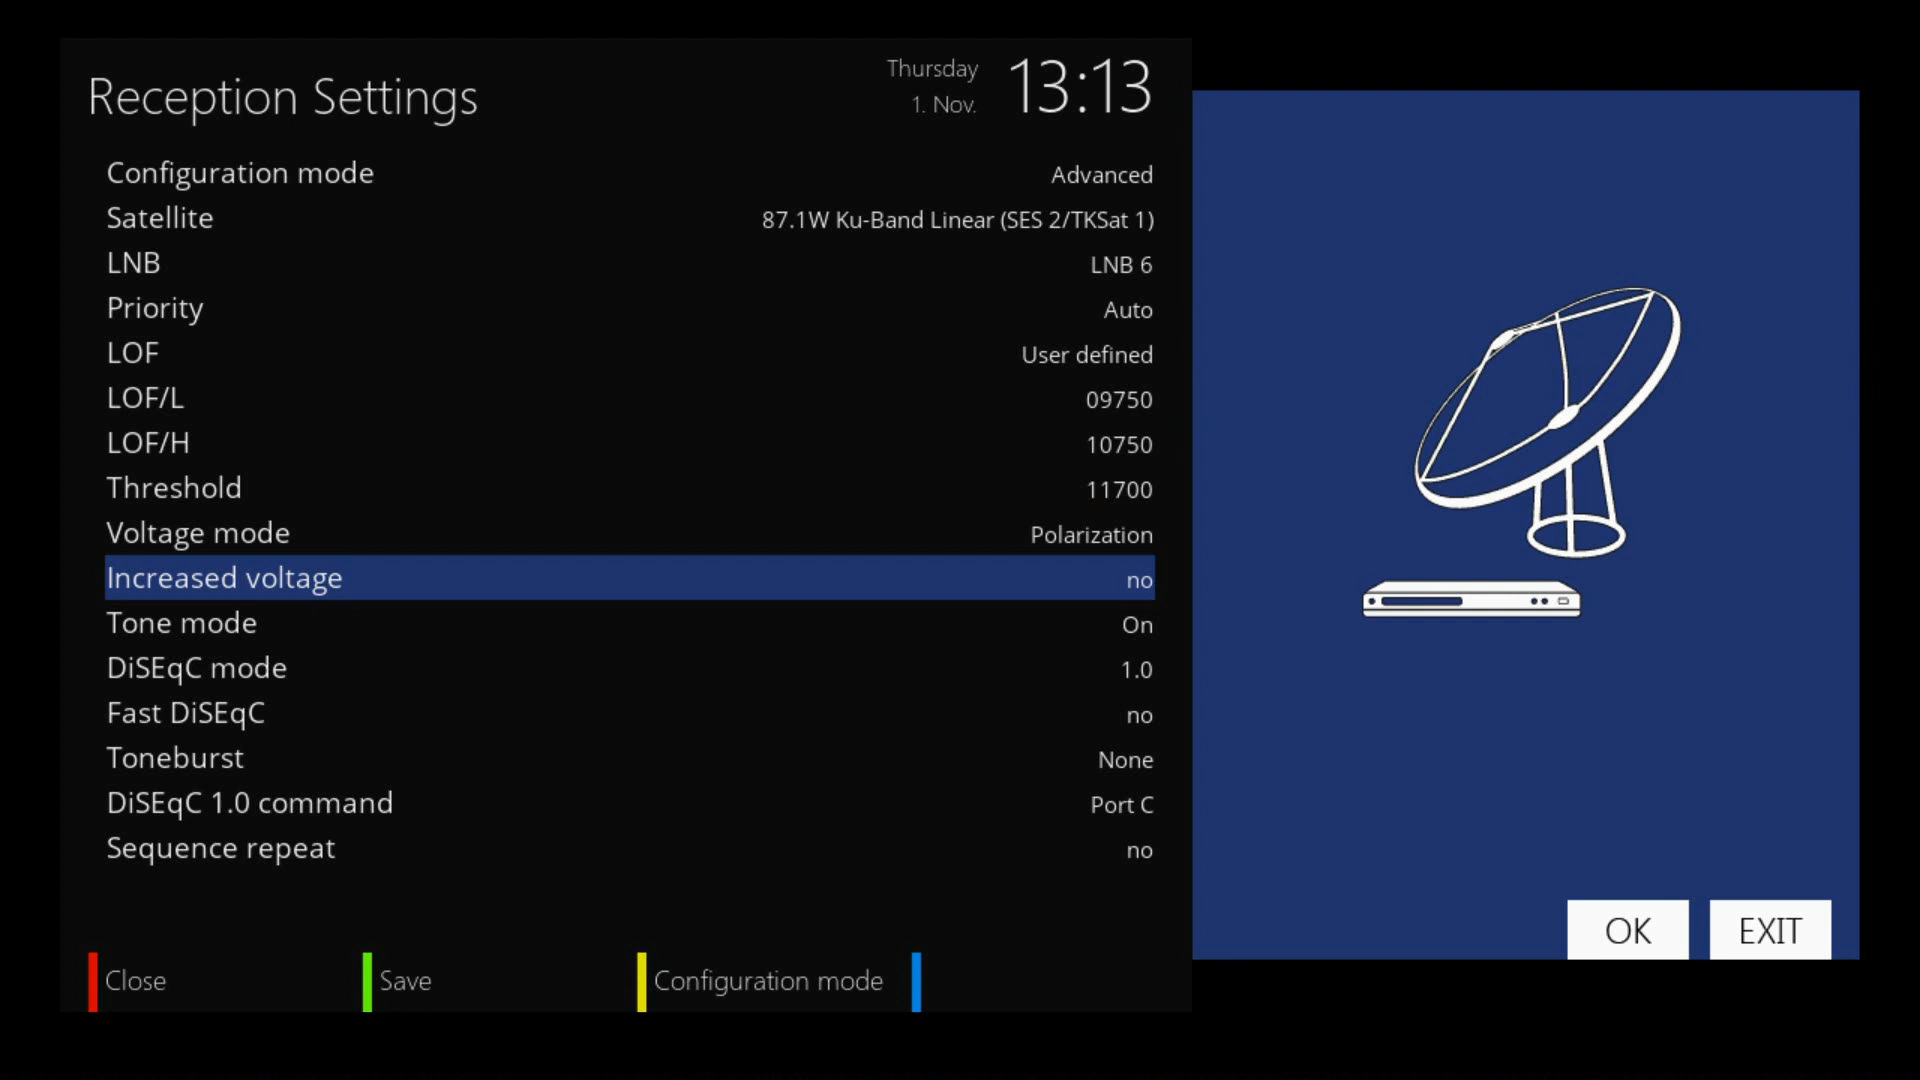 Reception Settings
Thursday
1. Nov.
13:13
Configuration mode Advanced
Satellite 87.1W Ku-Band Linear (SES 2/TKSat 1)
LNB LNB 6
Priority Auto
LOF User defined
LOF/L 09750
LOF/H 10750
Threshold 11700
Voltage mode Polarization
Increased voltage no
Tone mode On
DiSEqC mode 1.0
Fast DiSEqC no
Toneburst None
DiSEqC 1.0 command Port C
Sequence repeat no
OK EXIT
Close Save Configuration mode